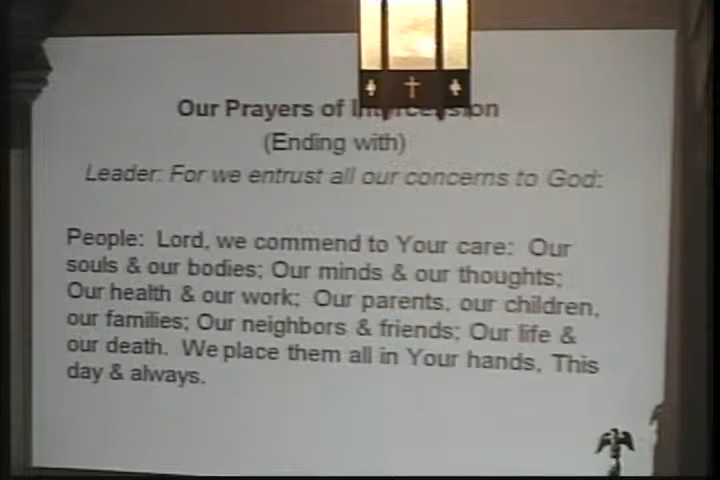 Our Prayers of Intercession
(Ending with)
Leader: For we entrust all our concerns to God:
People: Lord, we commend to Your care: Our
souls & our bodies; Our minds & our thoughts;
Our health & our work; Our parents, our children,
our families; Our neighbors & friends; Our life &
our death. We place them all in Your hands, This
day & always.